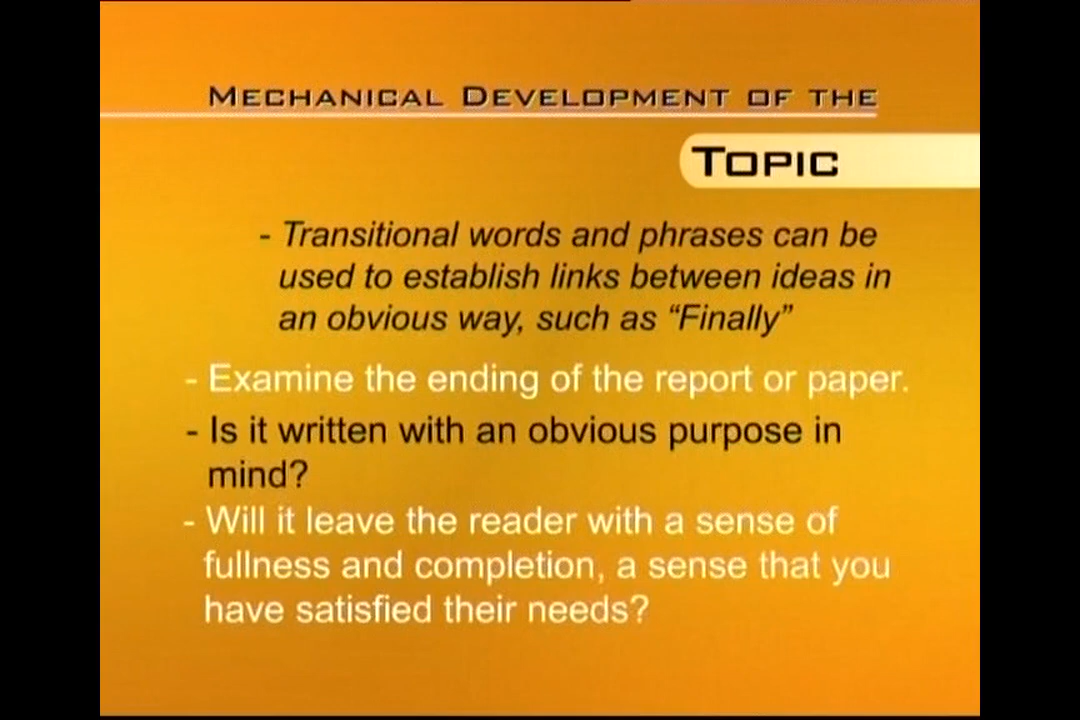 MECHANICAL DEVELOPMENT OF THE
TOPIC
- Transitional words and phrases can be
used to establish links between ideas in
an obvious way, such as “Finally”
- Examine the ending of the report or paper.
- Is it written with an obvious purpose in
mind?
- Will it leave the reader with a sense of
fullness and completion, a sense that you
have satisfied their needs?